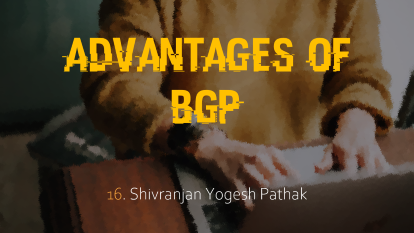 ADVANTAGES OF
BGP
16. Shivranjan Yogesh Pathak